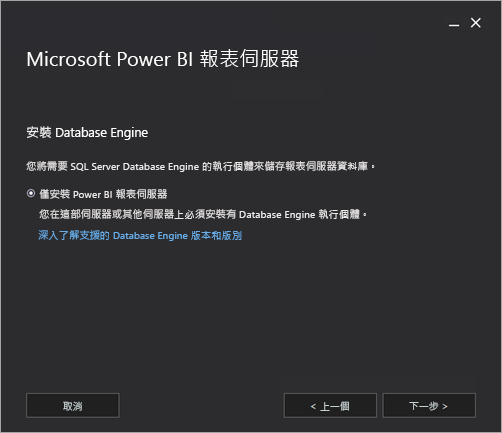 Microsoft Power BI 報表伺服器
安裝 Database Engine
您將需要 SQL Server Database Engine 的執行個體來儲存報表伺服器資料庫。
僅安裝 Power BI 報表伺服器
您在這部伺服器或其他伺服器上必須安裝有 Database Engine 執行個體。
深入了解支援的 Database Engine 版本和版別
取消
< 上一個
下一步 >